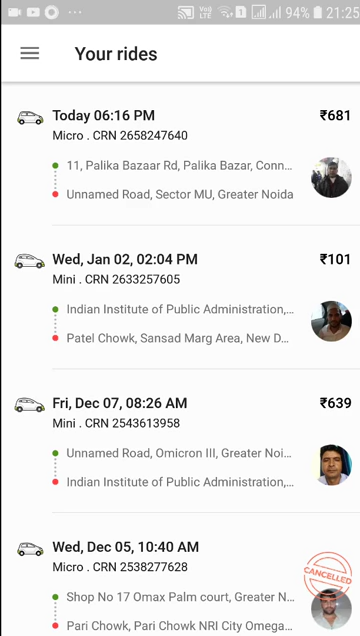 VoLTE 1 94% 21:25
Your rides
Today 06:16 PM ₹681
Micro . CRN 2658247640
11, Palika Bazaar Rd, Palika Bazar, Conn...
Unnamed Road, Sector MU, Greater Noida
Wed, Jan 02, 02:04 PM ₹101
Mini . CRN 2633257605
Indian Institute of Public Administration,...
Patel Chowk, Sansad Marg Area, New D...
Fri, Dec 07, 08:26 AM ₹639
Mini . CRN 2543613958
Unnamed Road, Omicron III, Greater Noi...
Indian Institute of Public Administration,...
Wed, Dec 05, 10:40 AM
Micro . CRN 2538277628
CANCELLED
Shop No 17 Omax Palm court, Greater N...
Pari Chowk, Pari Chowk NRI City Omega...